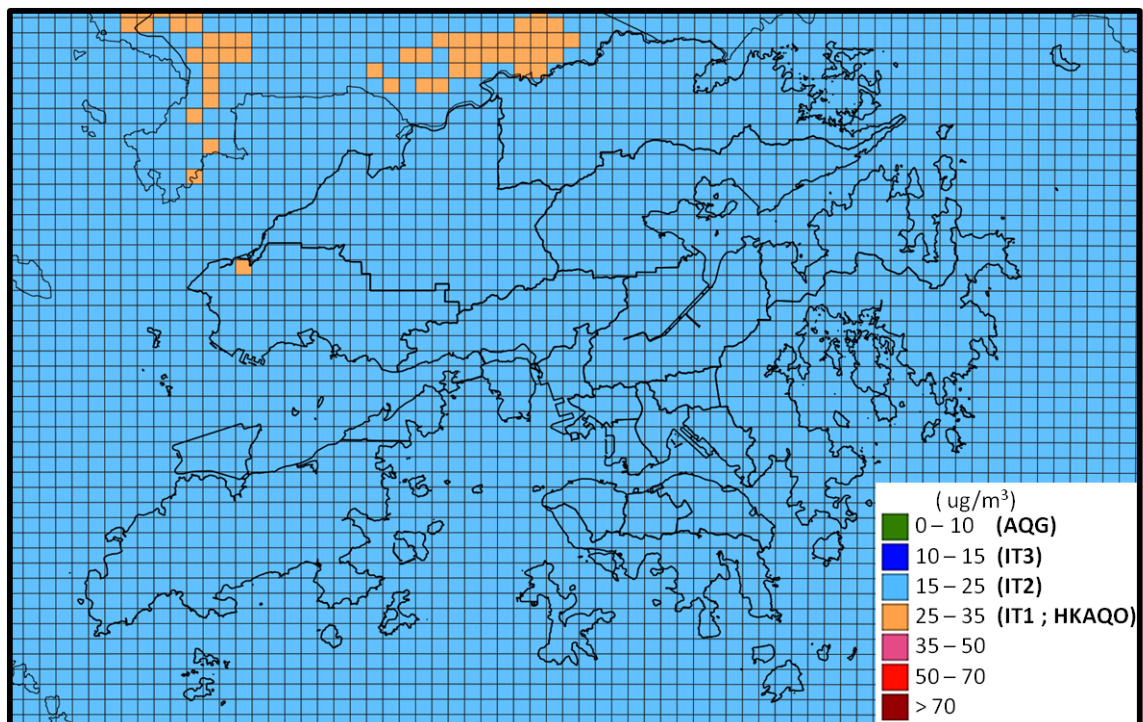 ( ug/m³)
0 – 10 (AQG)
10 – 15 (IT3)
15 – 25 (IT2)
25 – 35 (IT1 ; HKAQO)
35 – 50
50 – 70
> 70